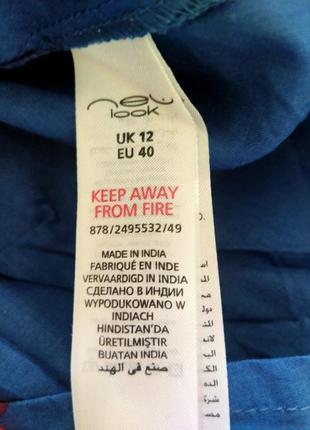 new
look
UK 12
EU 40
KEEP AWAY
FROM FIRE
878/2495532/49
MADE IN INDIA
FABRIQUÉ EN INDE
VERVAARDIGD IN INDIA
СДЕЛАНО В ИНДИИ
WYPODUKOWANO W
INDIACH
HINDISTAN'DA
ÜRETILMIŞTIR
BUATAN INDIA
صنع في الهند